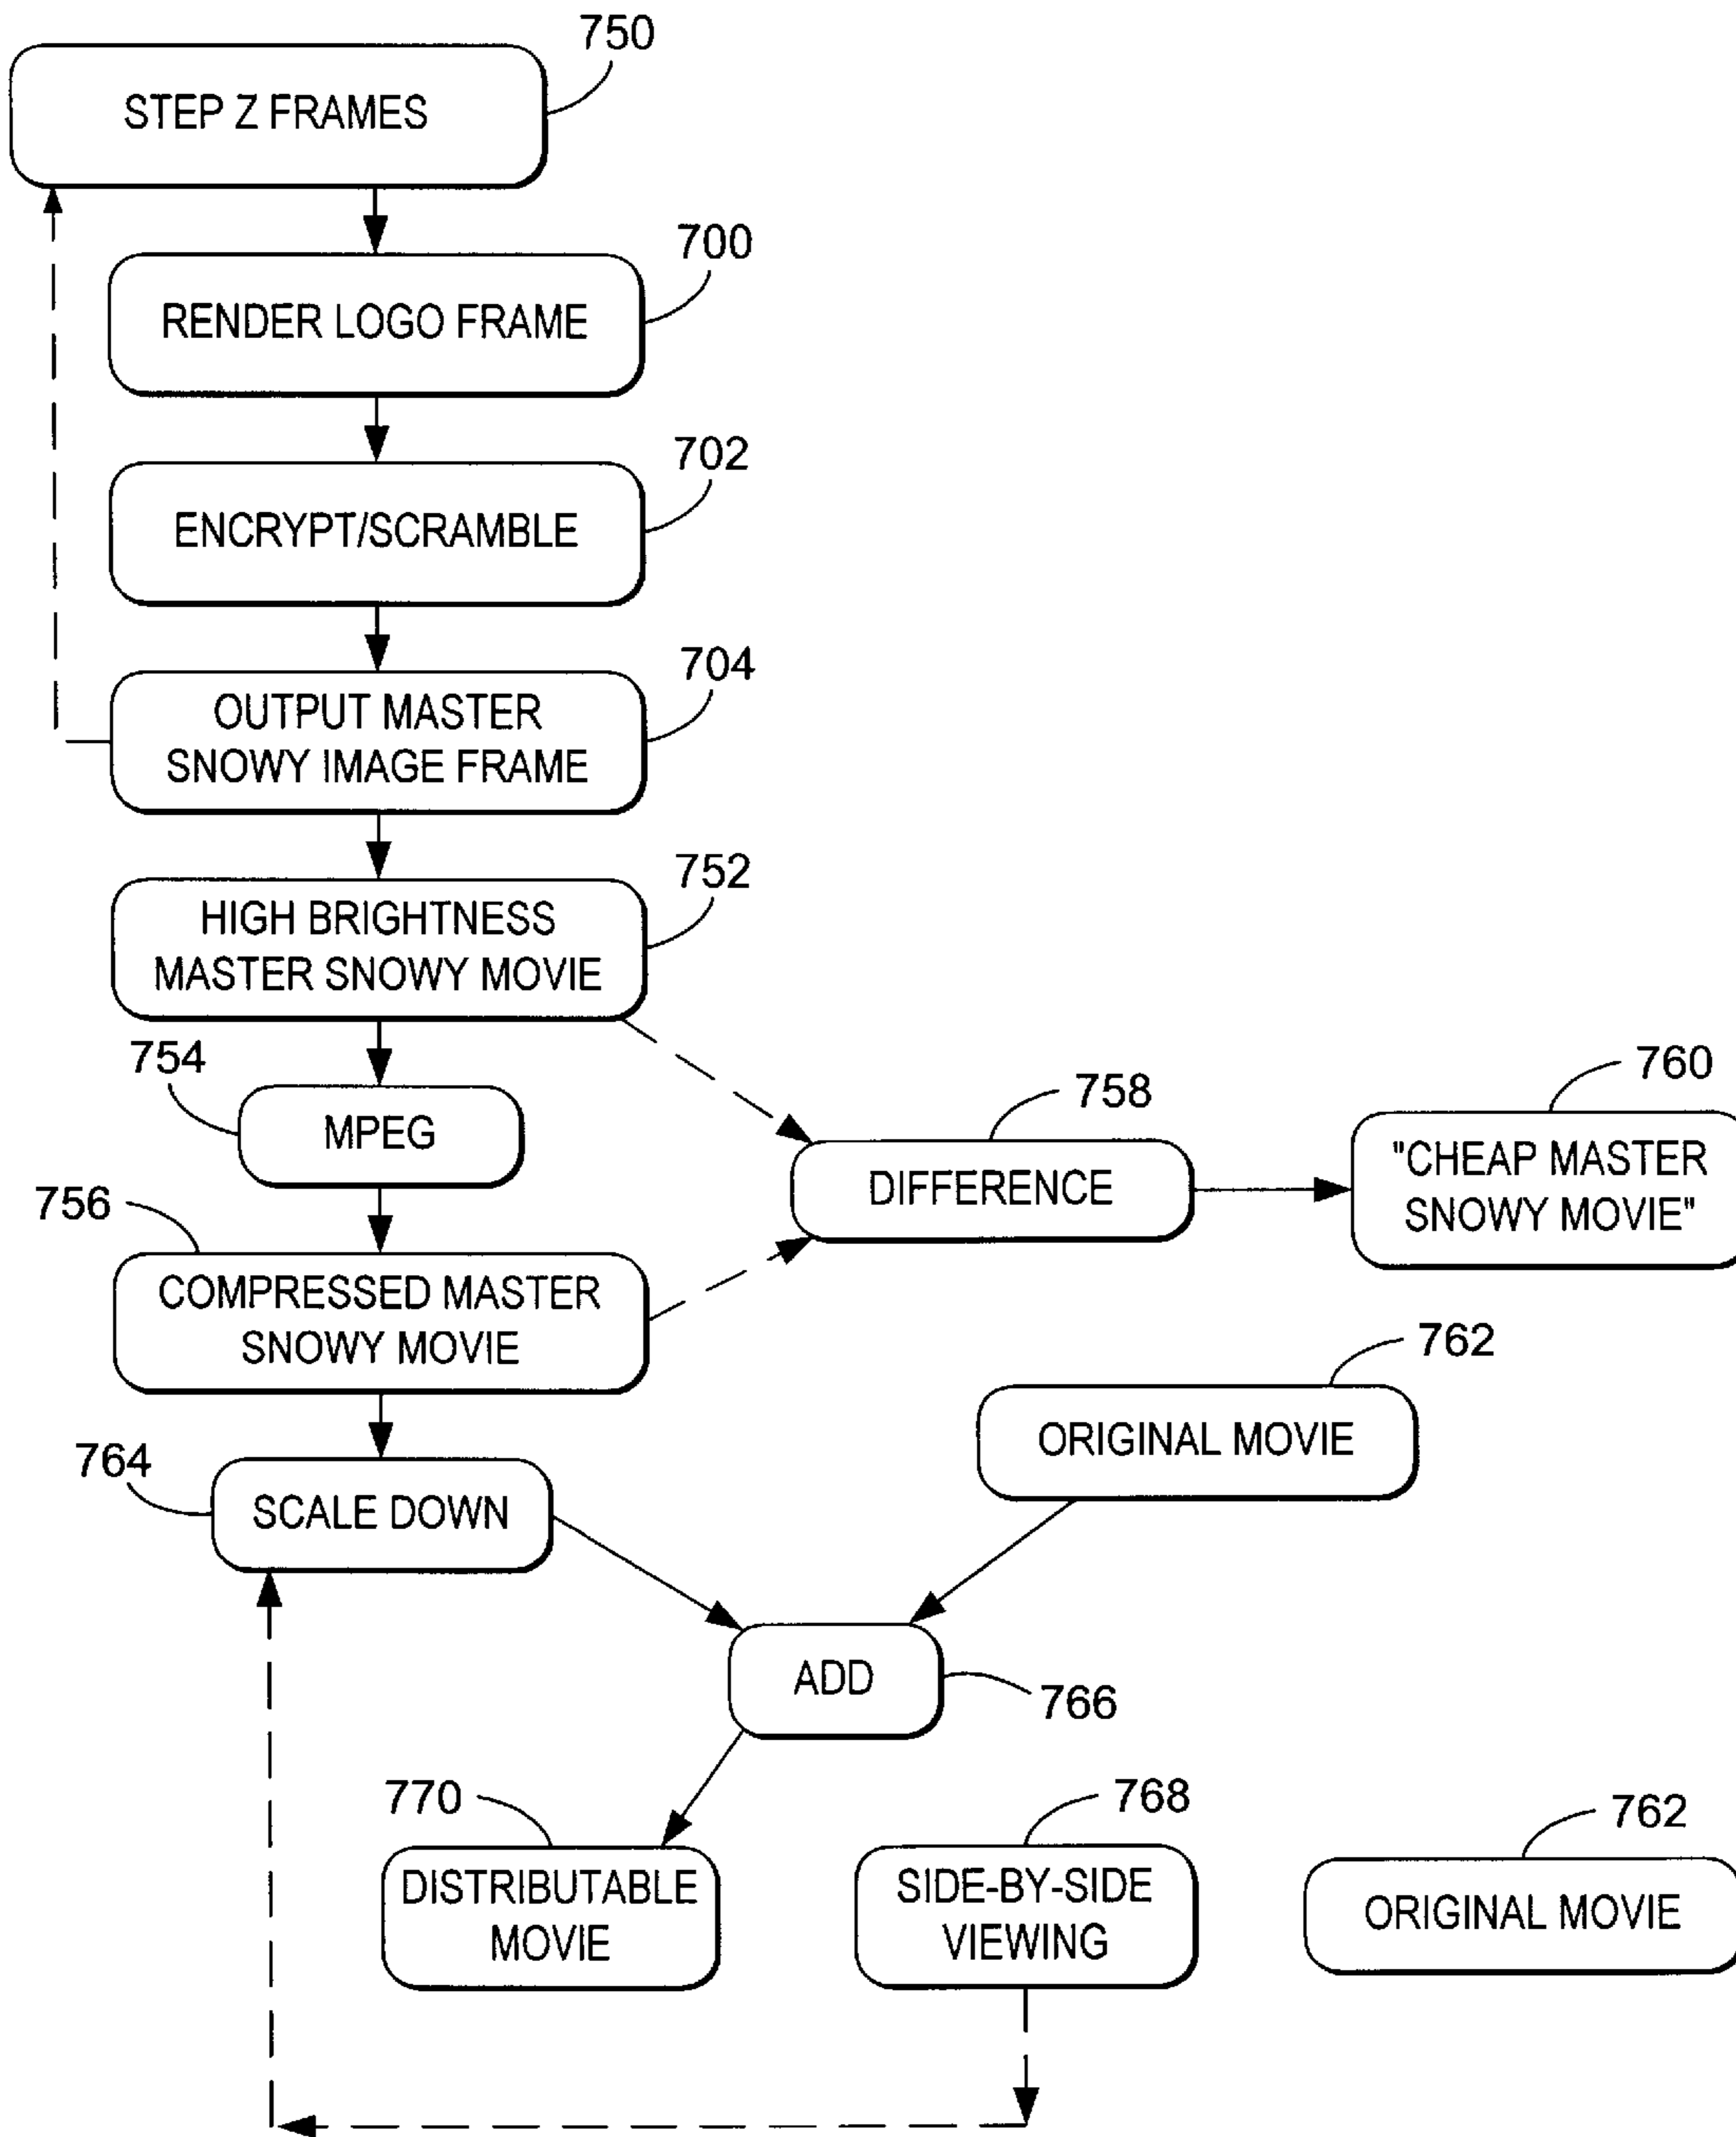 750
STEP Z FRAMES
700
RENDER LOGO FRAME
702
ENCRYPT/SCRAMBLE
704
OUTPUT MASTER
SNOWY IMAGE FRAME
752
HIGH BRIGHTNESS
MASTER SNOWY MOVIE
754
MPEG
758
DIFFERENCE
760
"CHEAP MASTER
SNOWY MOVIE"
756
COMPRESSED MASTER
SNOWY MOVIE
762
ORIGINAL MOVIE
764
SCALE DOWN
ADD
766
770
DISTRIBUTABLE
MOVIE
768
SIDE-BY-SIDE
VIEWING
762
ORIGINAL MOVIE